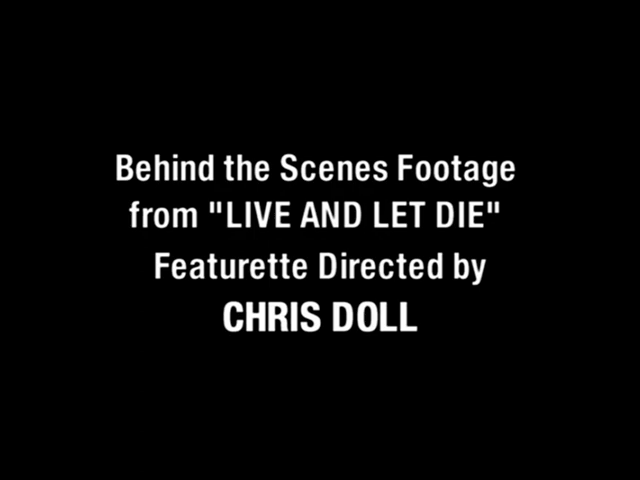 Behind the Scenes Footage
from "LIVE AND LET DIE"
Featurette Directed by
CHRIS DOLL